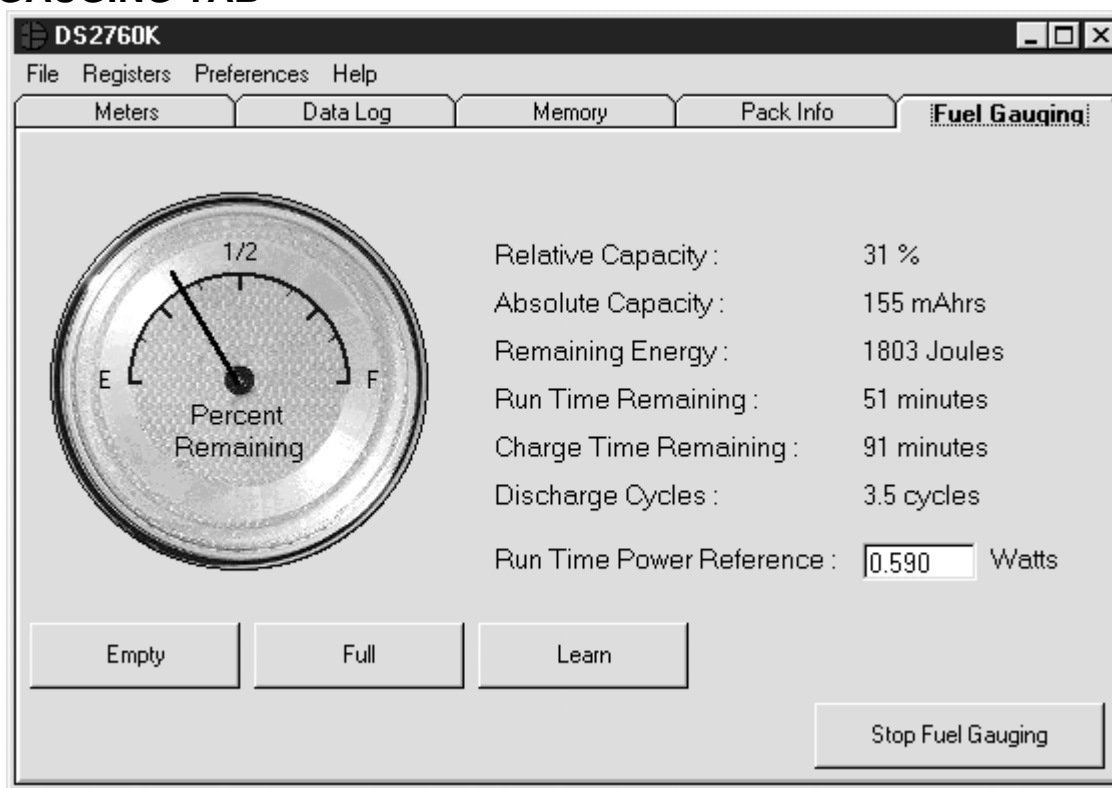 DS2760K
File Registers Preferences Help
Meters Data Log Memory Pack Info Fuel Gauging
1/2
E F
Percent
Remaining
Relative Capacity : 31 %
Absolute Capacity : 155 mAhrs
Remaining Energy : 1803 Joules
Run Time Remaining : 51 minutes
Charge Time Remaining : 91 minutes
Discharge Cycles : 3.5 cycles
Run Time Power Reference : 0.590 Watts
Empty Full Learn
Stop Fuel Gauging